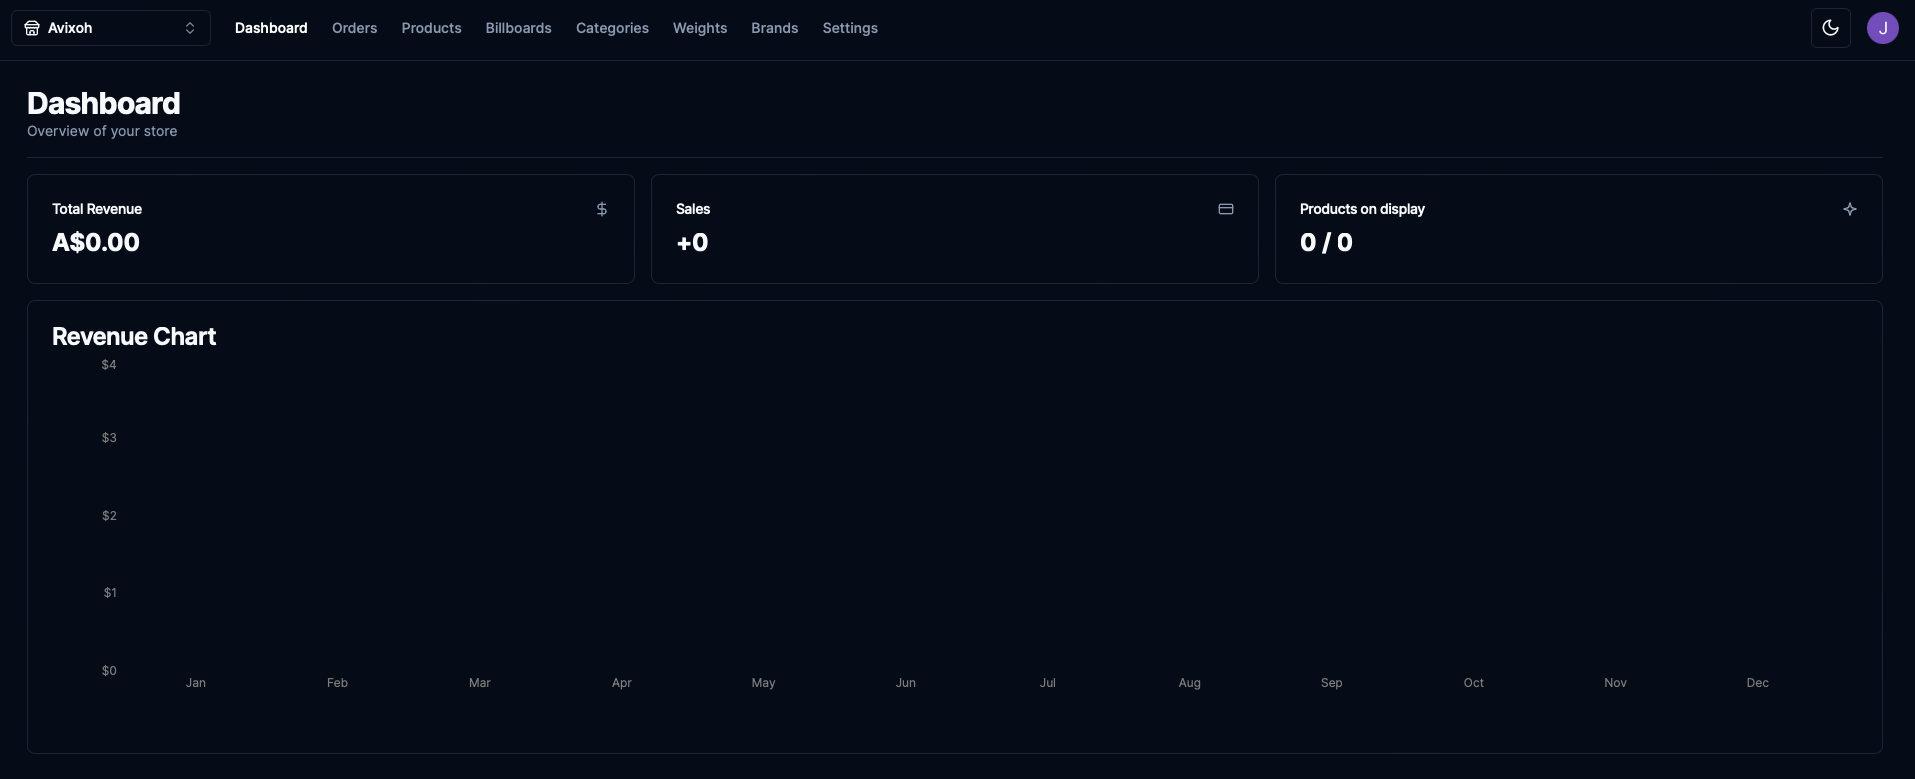 Avixoh
Dashboard Orders Products Billboards Categories Weights Brands Settings
J
Dashboard
Overview of your store
Total Revenue
A$0.00
Sales
+0
Products on display
0 / 0
Revenue Chart
$4
$3
$2
$1
$0
Jan Feb Mar Apr May Jun Jul Aug Sep Oct Nov Dec